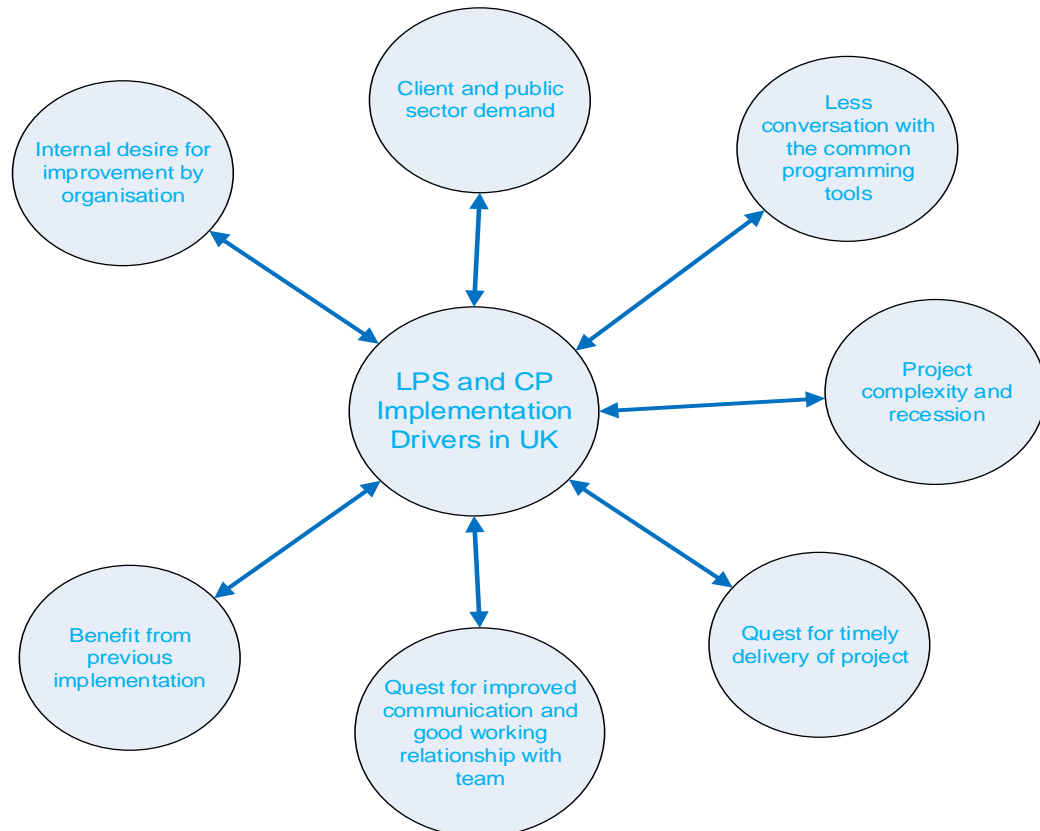 Client and public
sector demand
Less
conversation with
the common
programming
tools
Internal desire for
improvement by
organisation
Project
complexity and
recession
LPS and CP
Implementation
Drivers in UK
Quest for timely
delivery of project
Benefit from
previous
implementation
Quest for improved
communication and
good working
relationship with
team